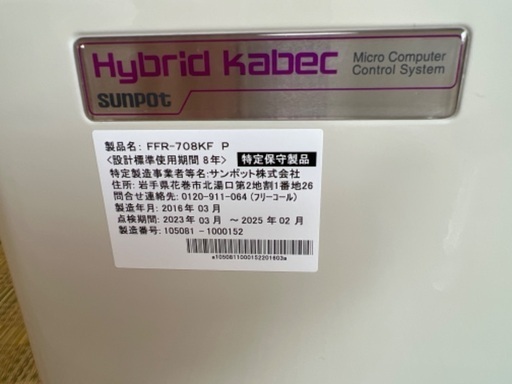 Hybrid Kabec
Micro Computer
Control System
sunpot
製品名: FFR-708KF P
<設計標準使用期間 8年> 特定保守製品
特定製造事業者等名:サンポット株式会社
住所: 岩手県花巻市北湯口第2地割1番地26
問合せ連絡先: 0120-911-064 (フリーコール)
製造年月: 2016 年 03 月
点検期間: 2023 年 03 月 ~ 2025 年 02 月
製造番号: 105081 - 1000152
a1050811000152201603a